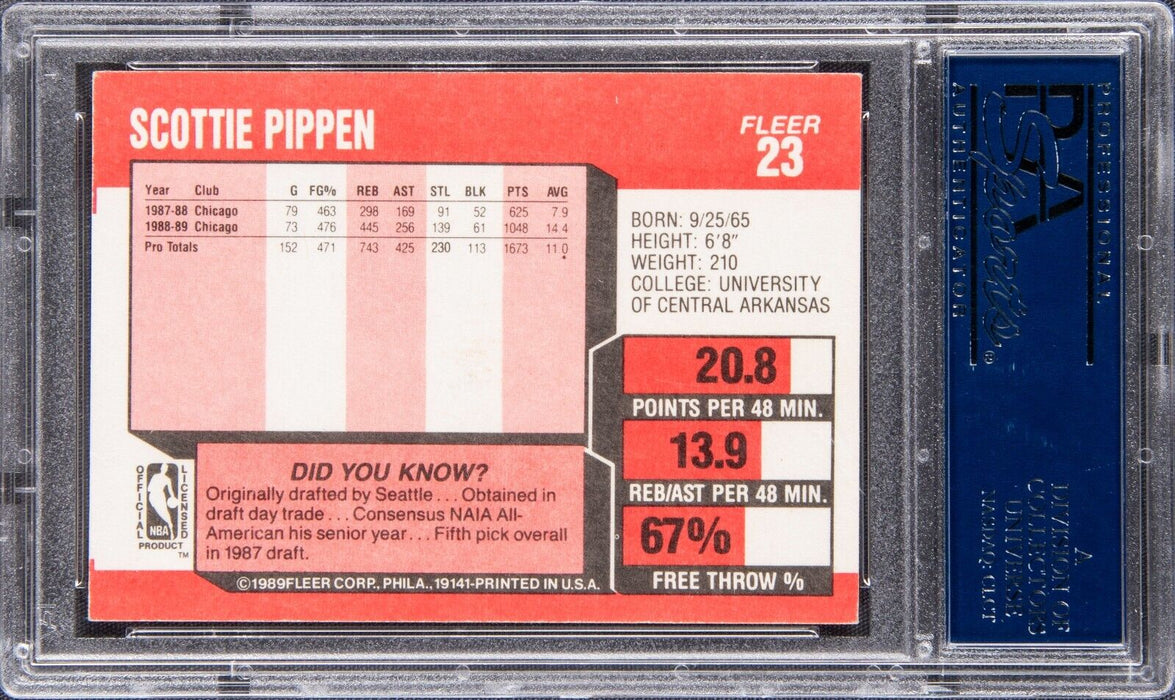 SCOTTIE PIPPEN
FLEER
23
Year Club G FG% REB AST STL BLK PTS AVG
1987-88 Chicago 79 463 298 169 91 52 625 7 9
1988-89 Chicago 73 476 445 256 139 61 1048 14 4
Pro Totals 152 471 743 425 230 113 1673 11 0
BORN: 9/25/65
HEIGHT: 6'8"
WEIGHT: 210
COLLEGE: UNIVERSITY
OF CENTRAL ARKANSAS
20.8
POINTS PER 48 MIN.
13.9
REB/AST PER 48 MIN.
67%
FREE THROW %
OFFICIAL
LICENSED
NBA
PRODUCT
TM
DID YOU KNOW?
Originally drafted by Seattle . . . Obtained in
draft day trade . . . Consensus NAIA All-
American his senior year . . . Fifth pick overall
in 1987 draft.
©1989FLEER CORP., PHILA., 19141-PRINTED IN U.S.A.
PROFESSIONAL
PSA
Sports
®
AUTHENTICATOR
A
DIVISION OF
COLLECTORS
UNIVERSE
NASDAQ: CLCT